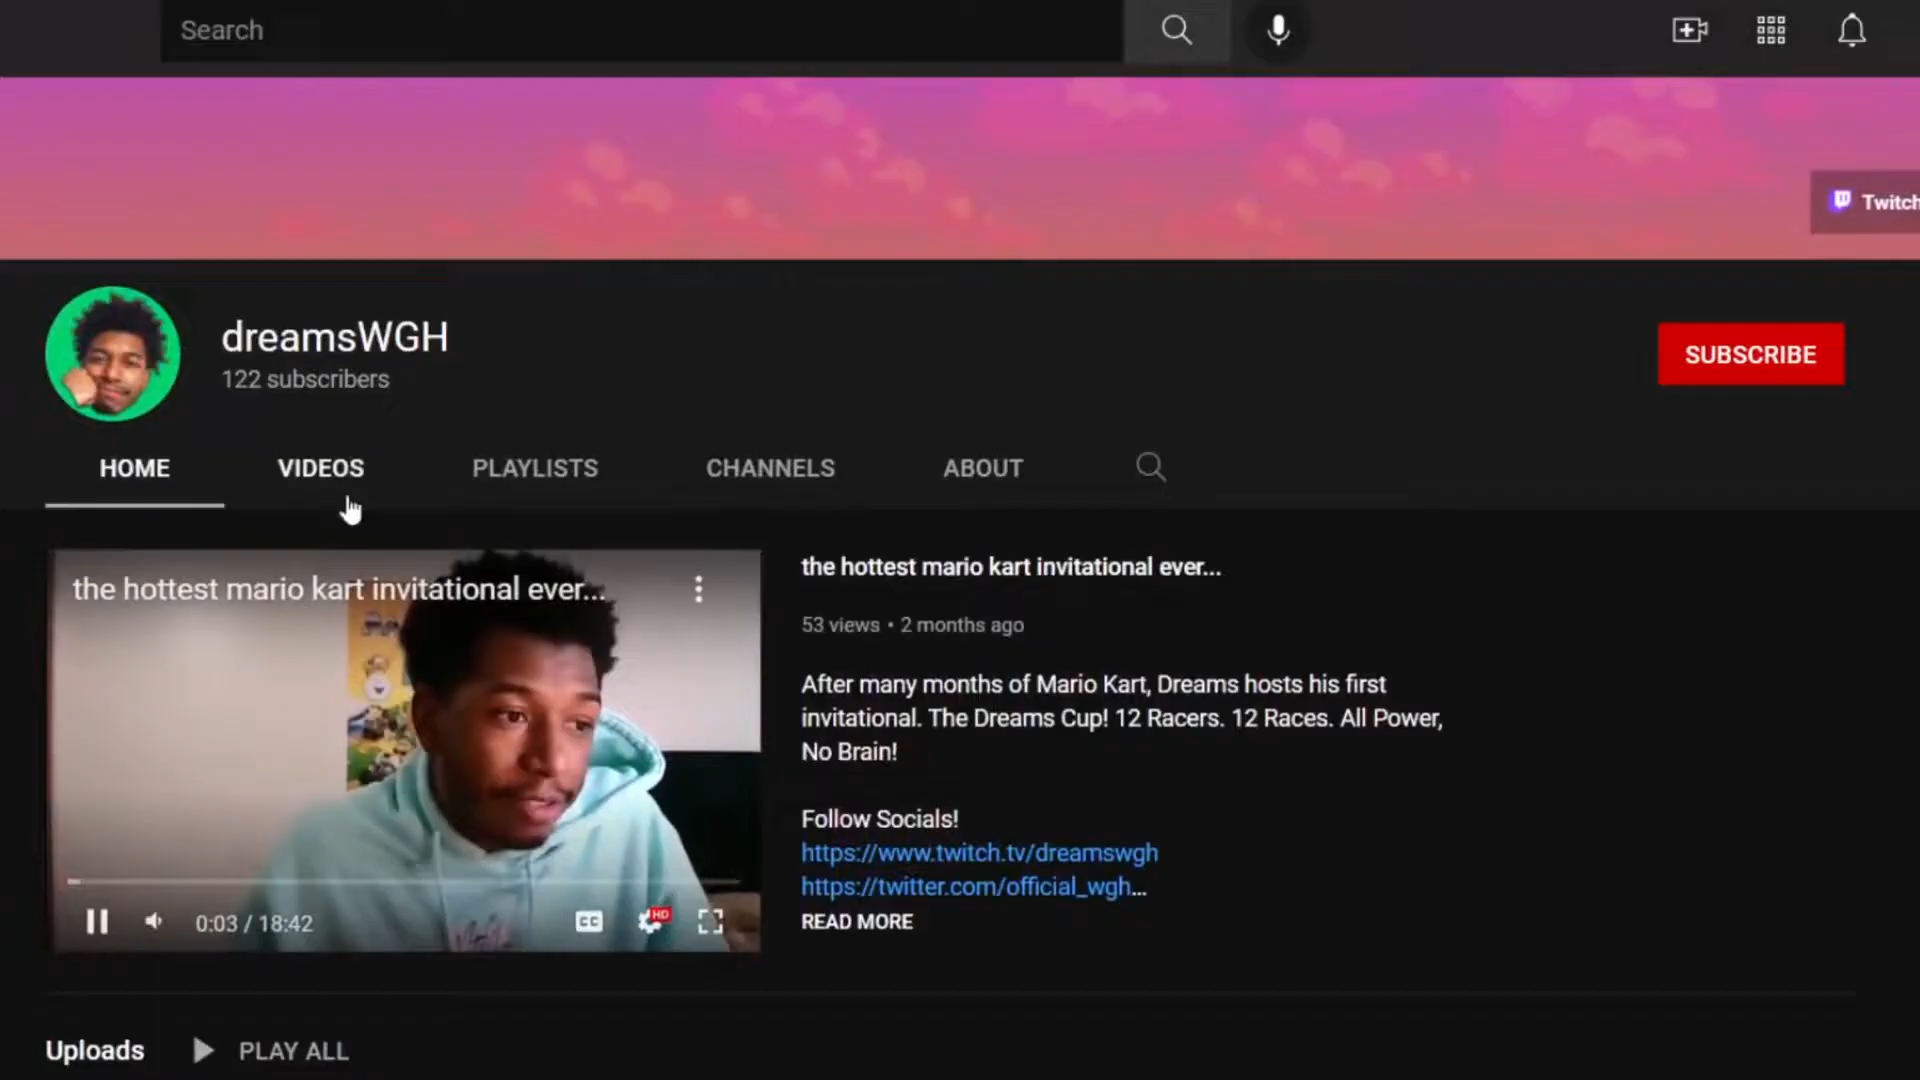 Search
Twitch
dreamsWGH
122 subscribers
SUBSCRIBE
HOME VIDEOS PLAYLISTS CHANNELS ABOUT
the hottest mario kart invitational ever...
0:03 / 18:42
CC
HD
the hottest mario kart invitational ever...
53 views • 2 months ago
After many months of Mario Kart, Dreams hosts his first
invitational. The Dreams Cup! 12 Racers. 12 Races. All Power,
No Brain!
Follow Socials!
https://www.twitch.tv/dreamswgh
https://twitter.com/official_wgh...
READ MORE
Uploads PLAY ALL